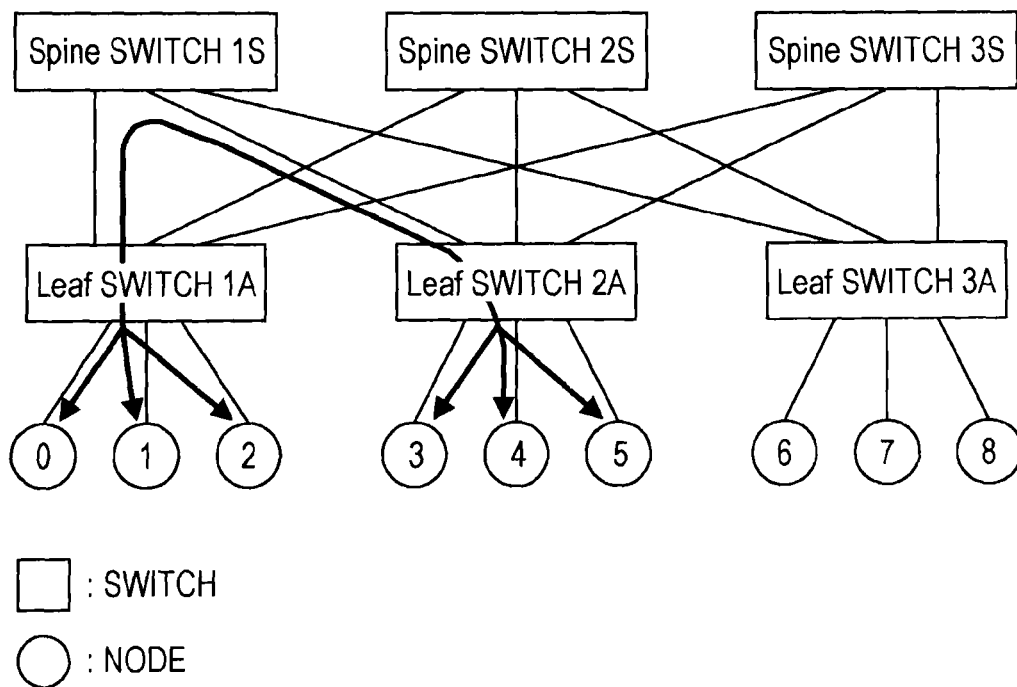 Spine SWITCH 1S
Spine SWITCH 2S
Spine SWITCH 3S
Leaf SWITCH 1A
Leaf SWITCH 2A
Leaf SWITCH 3A
0
1
2
3
4
5
6
7
8
: SWITCH
: NODE